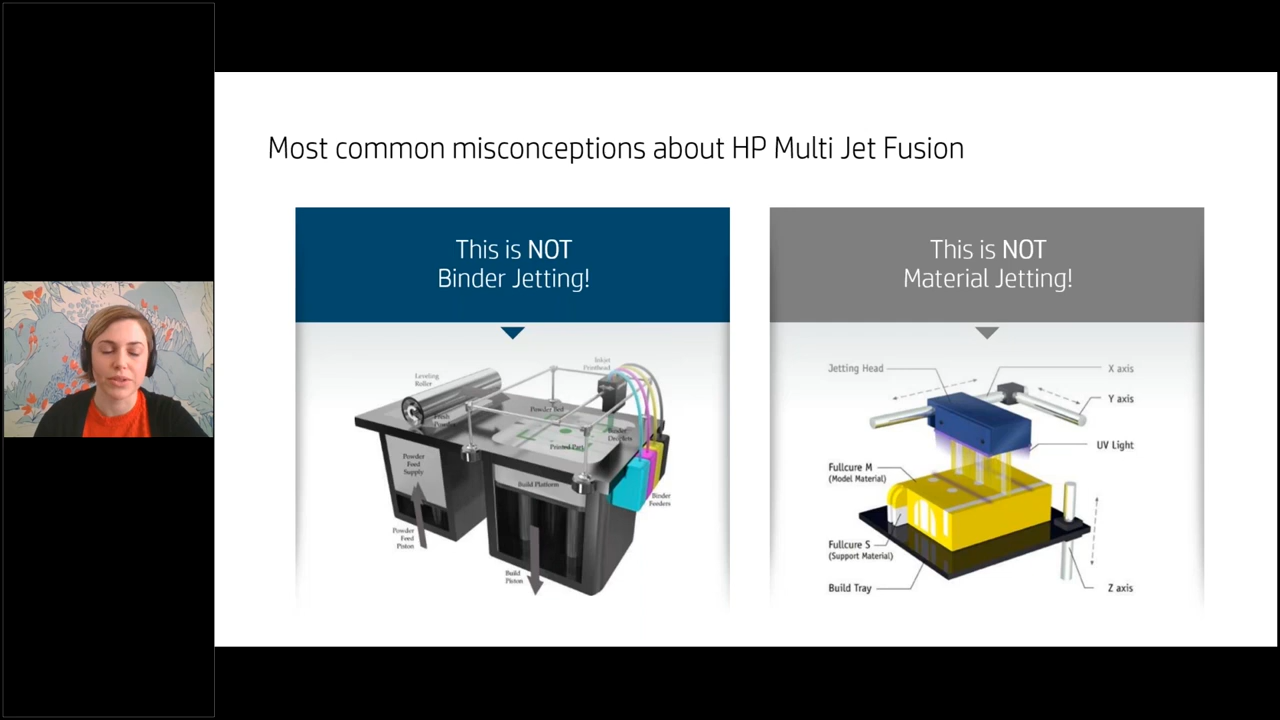 Most common misconceptions about HP Multi Jet Fusion
This is NOT
Binder Jetting!
Leveling
Roller
Inkjet
Printhead
Powder Bed
Binder
Droplets
Printed Part
Powder
Feed
Supply
Build Platform
Binder
Feeders
Powder
Feed
Piston
Build
Piston
This is NOT
Material Jetting!
Jetting Head
X axis
Y axis
UV Light
Fullcure M
(Model Material)
Fullcure S
(Support Material)
Build Tray
Z axis